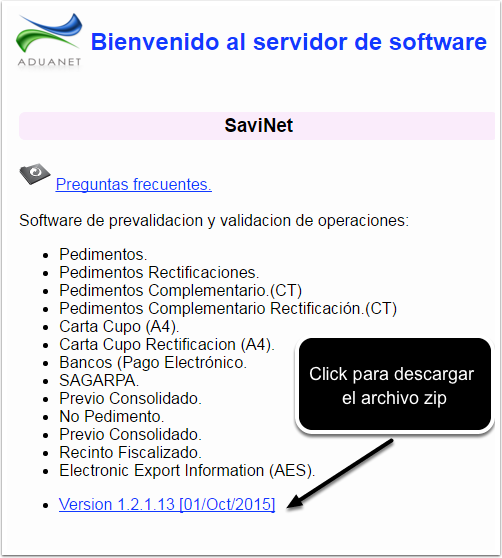 ADUANET
Bienvenido al servidor de software
SaviNet
Preguntas frecuentes.
Software de prevalidacion y validacion de operaciones:
Pedimentos.
Pedimentos Rectificaciones.
Pedimentos Complementario.(CT)
Pedimentos Complementario Rectificación.(CT)
Carta Cupo (A4).
Carta Cupo Rectificacion (A4).
Bancos (Pago Electrónico.
SAGARPA.
Previo Consolidado.
No Pedimento.
Previo Consolidado.
Recinto Fiscalizado.
Electronic Export Information (AES).
Click para descargar
el archivo zip
Version 1.2.1.13 [01/Oct/2015]